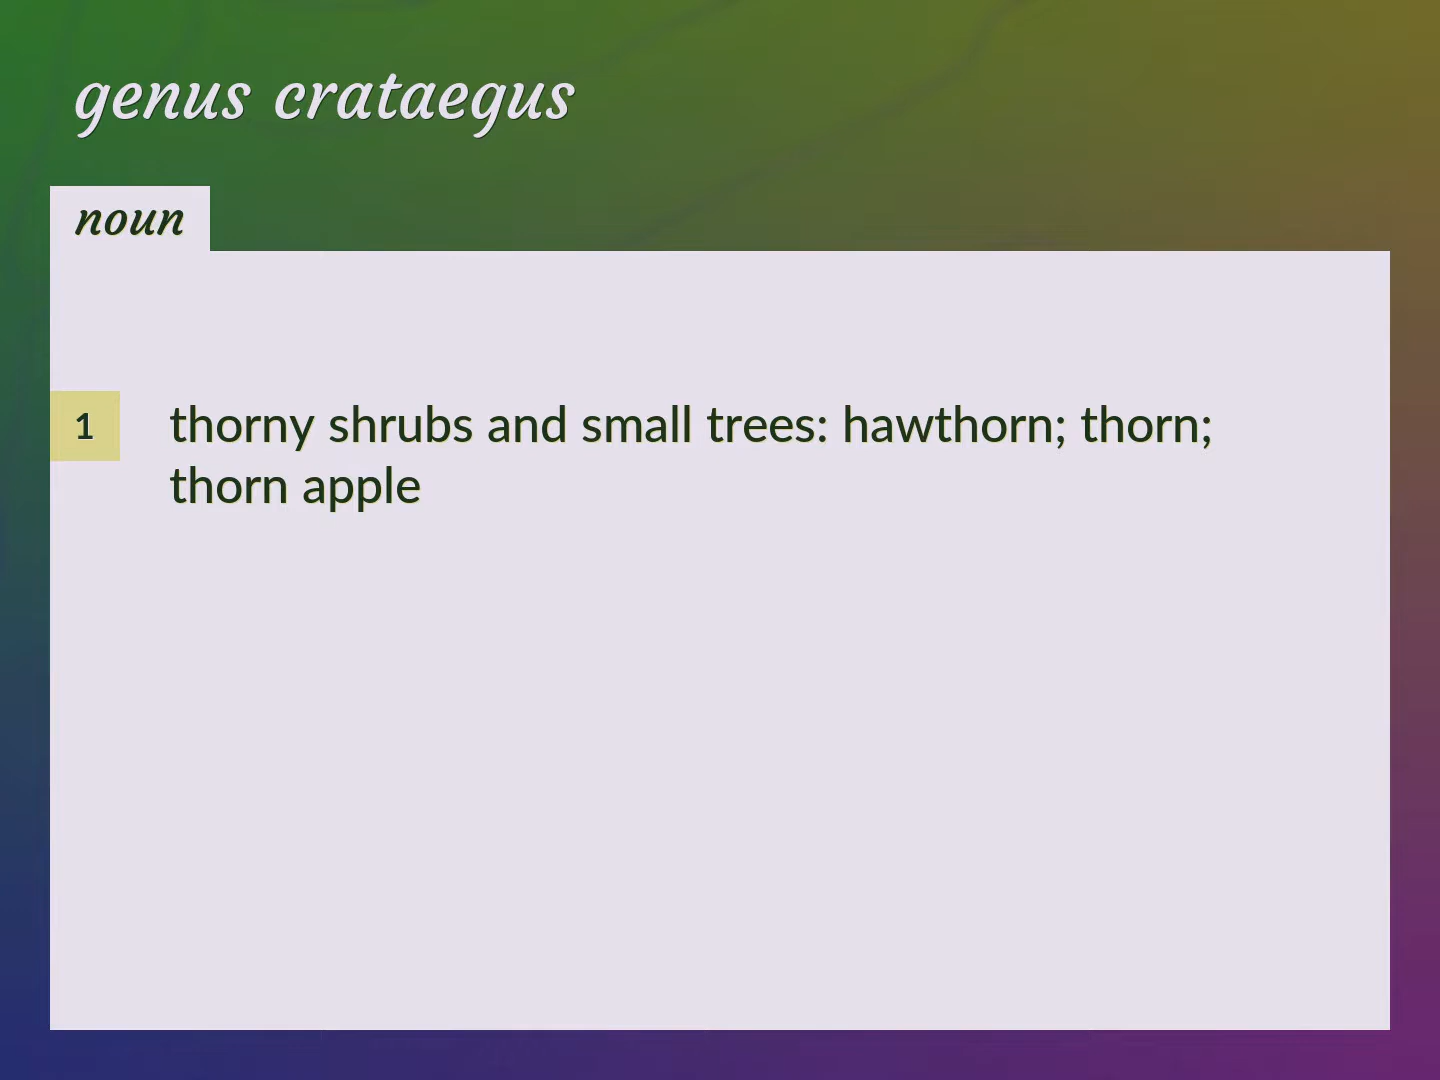 genus crataegus
noun
1 thorny shrubs and small trees: hawthorn; thorn;
thorn apple